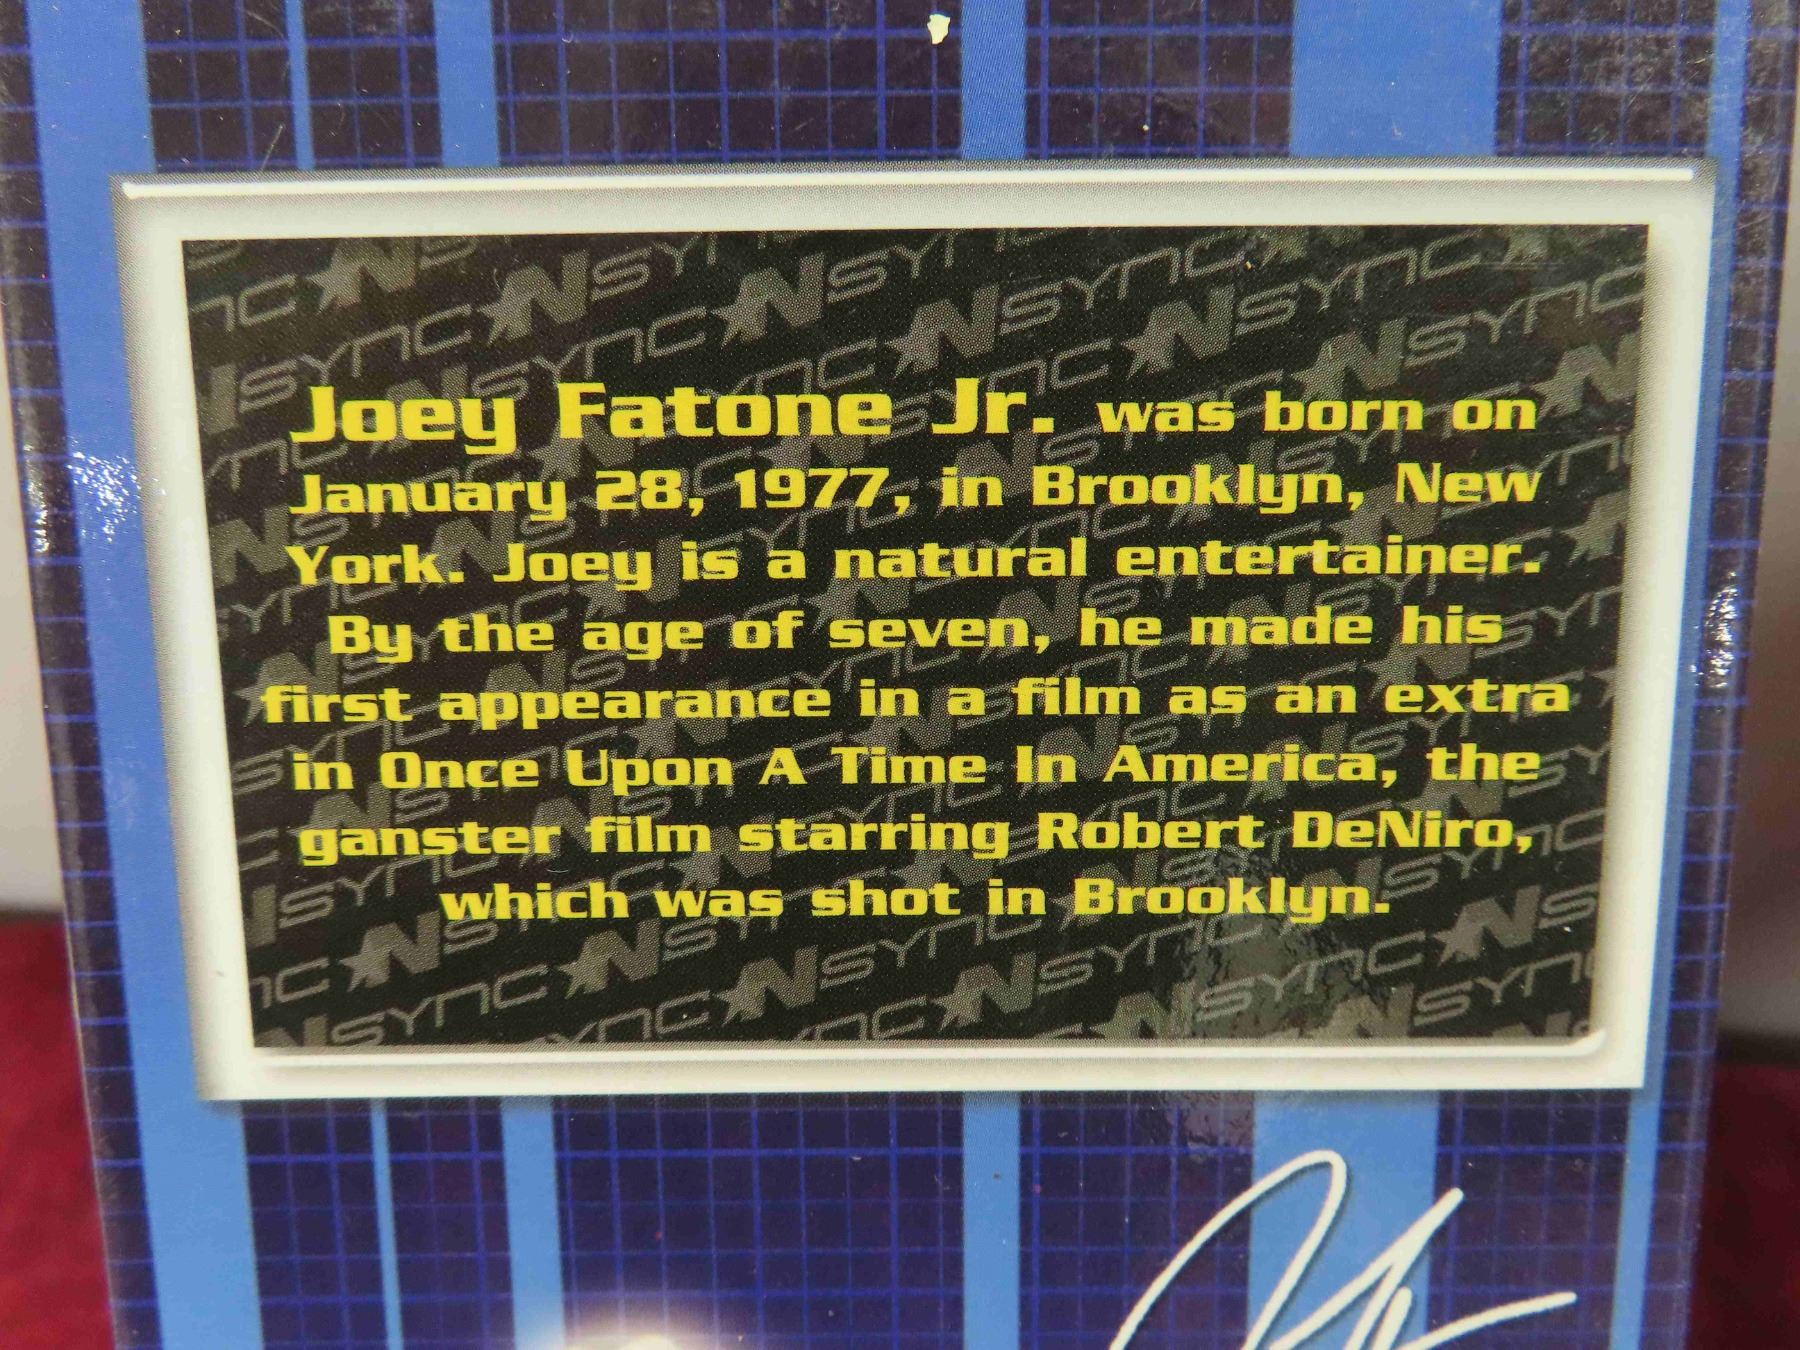 Joey Fatone Jr. was born on
January 28, 1977, in Brooklyn, New
York. Joey is a natural entertainer.
By the age of seven, he made his
first appearance in a film as an extra
in Once Upon A Time In America, the
ganster film starring Robert DeNiro,
which was shot in Brooklyn.
NSYNC